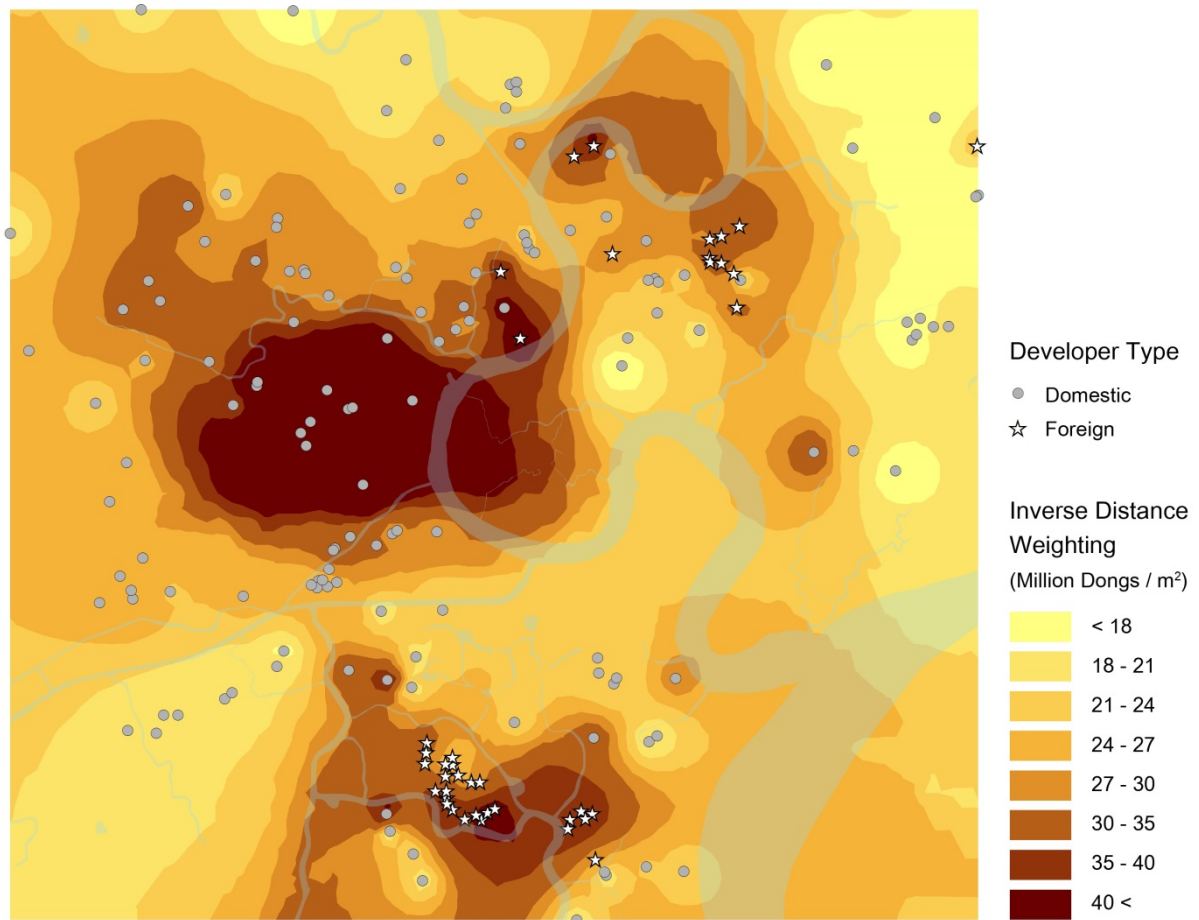 Developer Type
Domestic
Foreign
Inverse Distance
Weighting
(Million Dongs / m²)
< 18
18 - 21
21 - 24
24 - 27
27 - 30
30 - 35
35 - 40
40 <